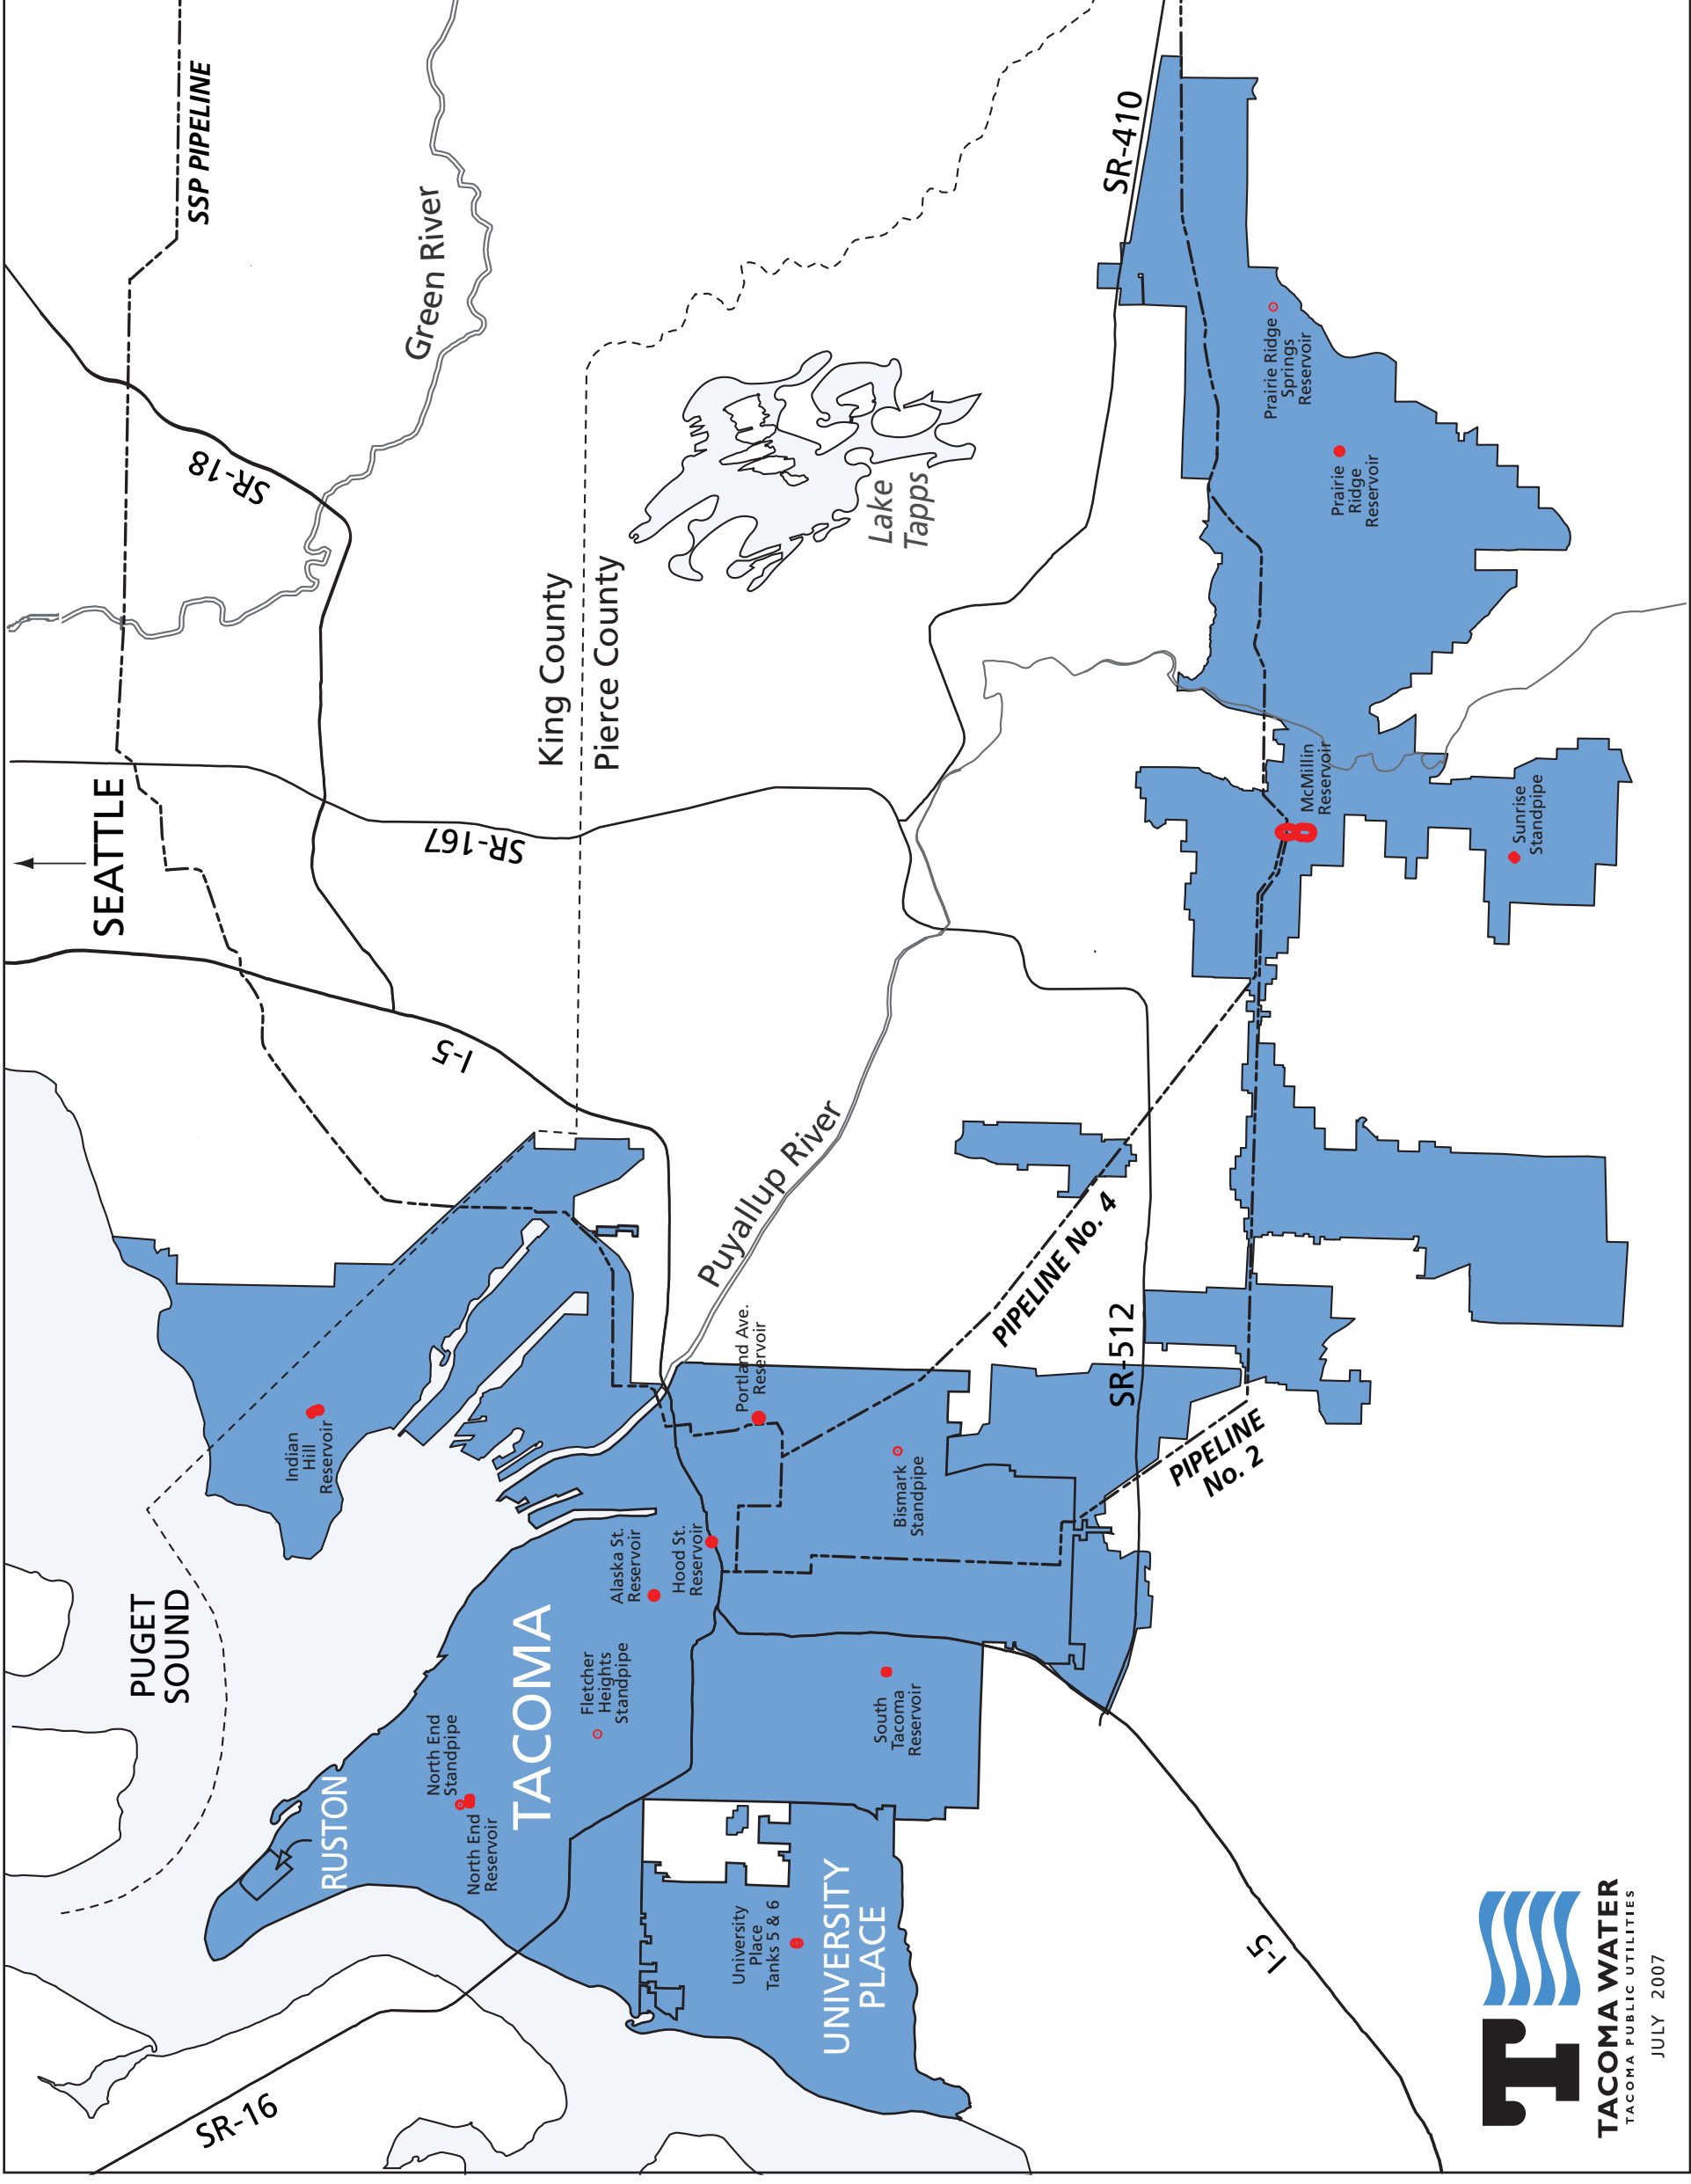 SEATTLE
SSP PIPELINE
PUGET
SOUND
SR-16
SR-18
Green River
Indian
Hill
Reservoir
RUSTON
I-5
SR-167
North End
Standpipe
North End
Reservoir
TACOMA
King County
Pierce County
Fletcher
Heights
Standpipe
Alaska St.
Reservoir
Hood St.
Reservoir
Portland Ave.
Reservoir
Puyallup River
University
Place
Tanks 5 & 6
UNIVERSITY
PLACE
South
Tacoma
Reservoir
Bismark
Standpipe
Lake
Tapps
PIPELINE No. 4
SR-512
SR-410
PIPELINE
No. 2
I-5
McMillin
Reservoir
Prairie Ridge
Springs
Reservoir
Prairie
Ridge
Reservoir
Sunrise
Standpipe
T
TACOMA WATER
TACOMA PUBLIC UTILITIES
JULY 2007